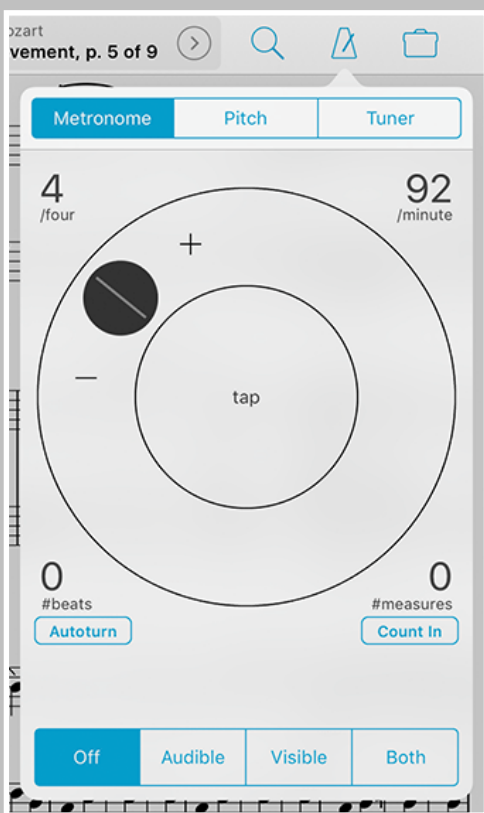 vement, p. 5 of 9
Metronome Pitch Tuner
4 92
/four /minute
+
−
tap
0 0
#beats #measures
Autoturn Count In
Off Audible Visible Both